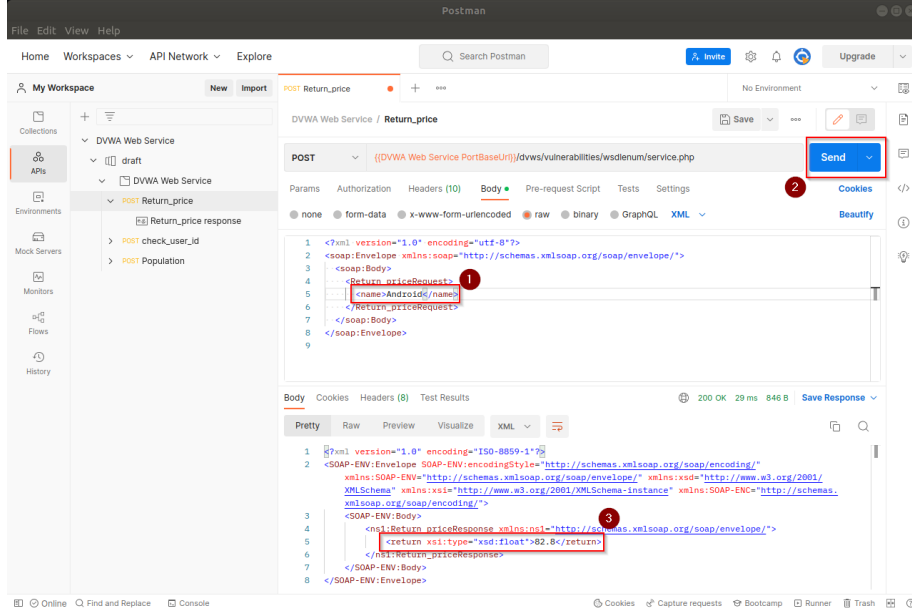 Postman
File Edit View Help
Home Workspaces API Network Explore Search Postman Invite Upgrade
My Workspace New Import POST Return_price No Environment
Collections
APIs
Environments
Mock Servers
Monitors
Flows
History
DVWA Web Service
draft
DVWA Web Service
POST Return_price
e.g. Return_price response
POST check_user_id
POST Population
DVWA Web Service / Return_price Save
POST {{DVWA Web Service PortBaseUrl}}/dvws/vulnerabilities/wsdlenum/service.php Send
2
Params Authorization Headers (10) Body Pre-request Script Tests Settings Cookies
none form-data x-www-form-urlencoded raw binary GraphQL XML Beautify
1 <?xml version="1.0" encoding="utf-8"?>
2 <soap:Envelope xmlns:soap="http://schemas.xmlsoap.org/soap/envelope/">
3 <soap:Body>
4 <Return_priceRequest> 1
5 <name>Android</name>
6 </Return_priceRequest>
7 </soap:Body>
8 </soap:Envelope>
9
Body Cookies Headers (8) Test Results 200 OK 29 ms 846 B Save Response
Pretty Raw Preview Visualize XML
1 <?xml version="1.0" encoding="ISO-8859-1"?>
2 <SOAP-ENV:Envelope SOAP-ENV:encodingStyle="http://schemas.xmlsoap.org/soap/encoding/"
xmlns:SOAP-ENV="http://schemas.xmlsoap.org/soap/envelope/" xmlns:xsd="http://www.w3.org/2001/
XMLSchema" xmlns:xsi="http://www.w3.org/2001/XMLSchema-instance" xmlns:SOAP-ENC="http://schemas.
xmlsoap.org/soap/encoding/">
3 <SOAP-ENV:Body> 3
4 <ns1:Return_priceResponse xmlns:ns1="http://schemas.xmlsoap.org/soap/envelope/">
5 <return xsi:type="xsd:float">82.8</return>
6 </ns1:Return_priceResponse>
7 </SOAP-ENV:Body>
8 </SOAP-ENV:Envelope>
Online Find and Replace Console Cookies Capture requests Bootcamp Runner Trash